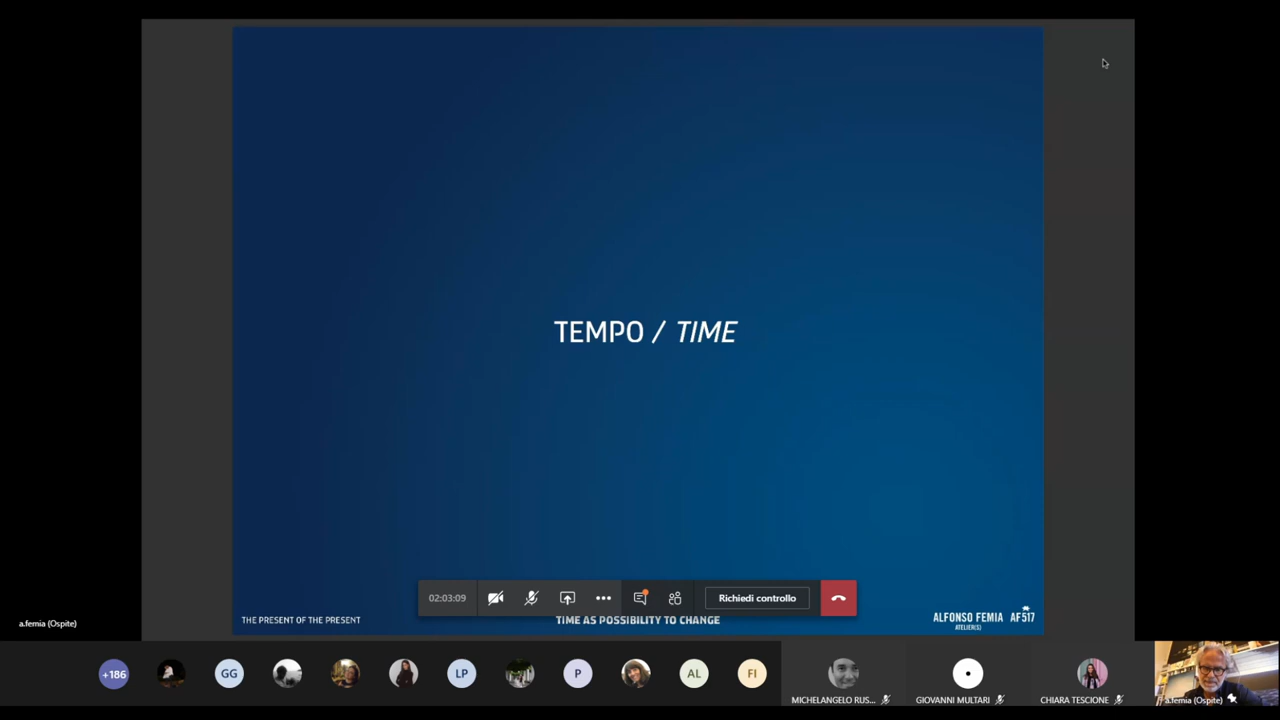 TEMPO / TIME
02:03:09
Richiedi controllo
THE PRESENT OF THE PRESENT
TIME AS POSSIBILITY TO CHANGE
ALFONSO FEMIA AF517
ATELIER(S)
a.femia (Ospite)
+186
GG
LP
P
AL
FI
MICHELANGELO RUS...
GIOVANNI MULTARI
CHIARA TESCIONE
a.femia (Ospite)